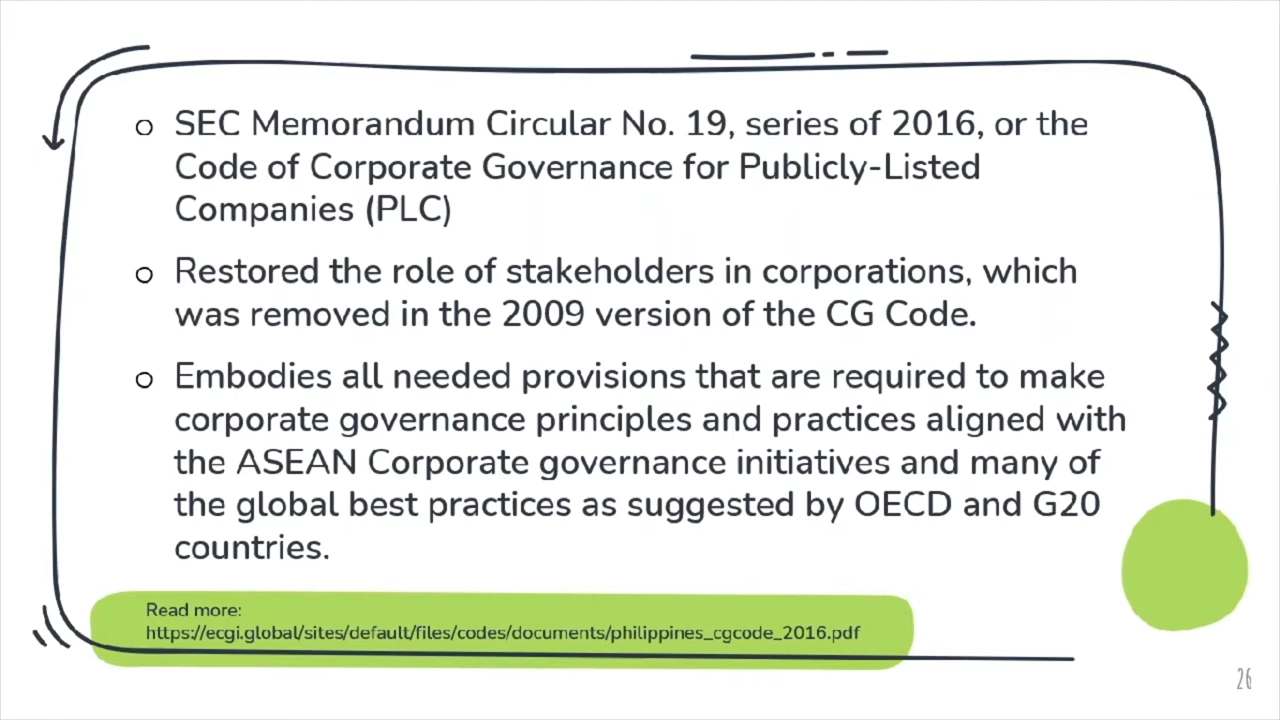 SEC Memorandum Circular No. 19, series of 2016, or the
Code of Corporate Governance for Publicly-Listed
Companies (PLC)
Restored the role of stakeholders in corporations, which
was removed in the 2009 version of the CG Code.
Embodies all needed provisions that are required to make
corporate governance principles and practices aligned with
the ASEAN Corporate governance initiatives and many of
the global best practices as suggested by OECD and G20
countries.
Read more:
https://ecgi.global/sites/default/files/codes/documents/philippines_cgcode_2016.pdf
26